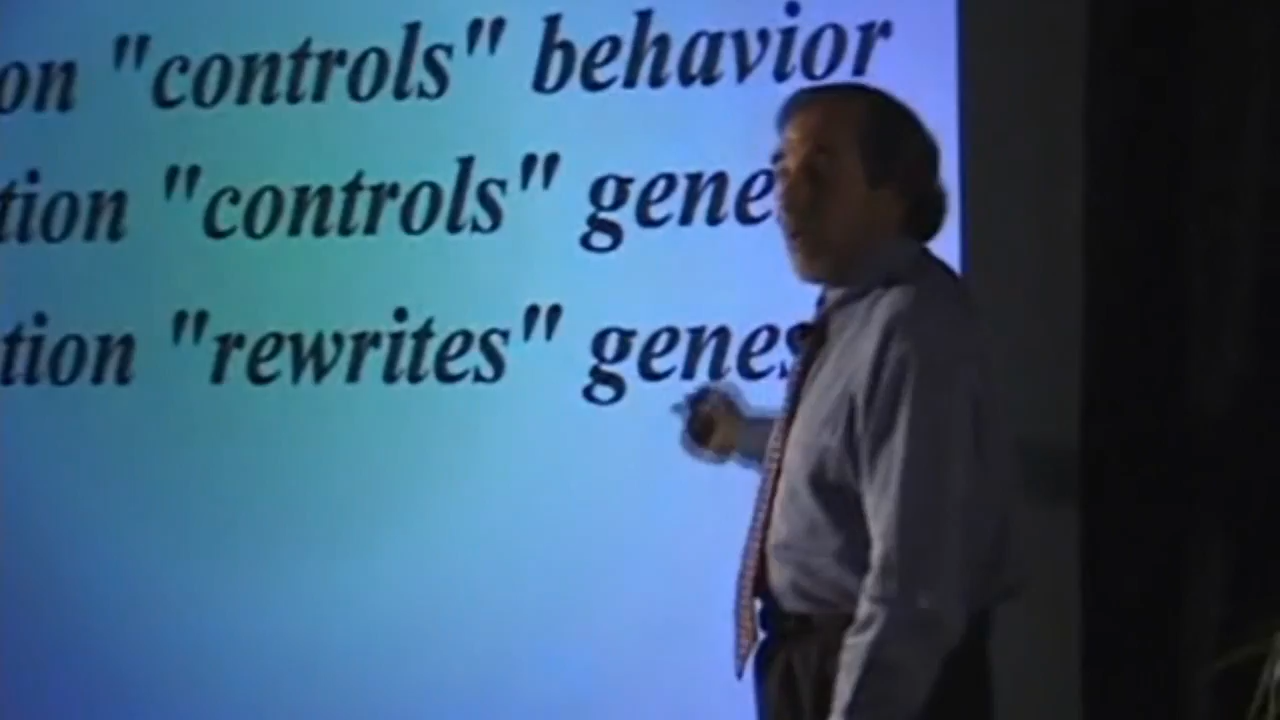 on "controls" behavior
tion "controls" gene
tion "rewrites" genes